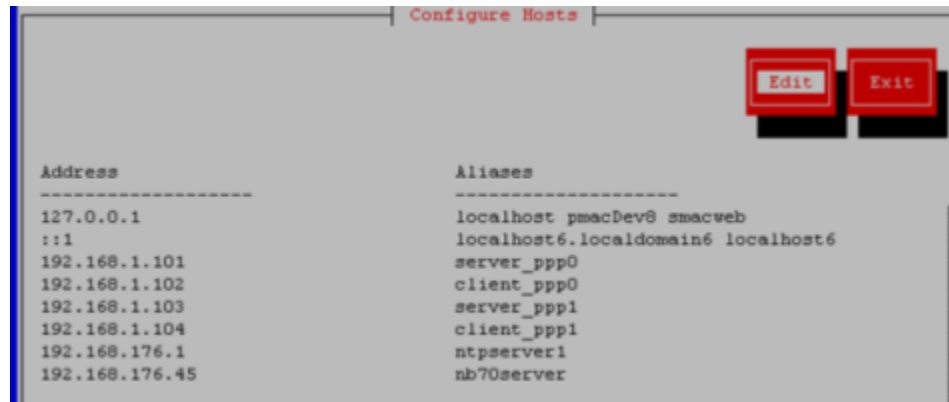 Configure Hosts
Edit Exit
Address Aliases
------------------- --------------------
127.0.0.1 localhost pmacDev8 smacweb
::1 localhost6.localdomain6 localhost6
192.168.1.101 server_ppp0
192.168.1.102 client_ppp0
192.168.1.103 server_ppp1
192.168.1.104 client_ppp1
192.168.176.1 ntpserver1
192.168.176.45 nb70server